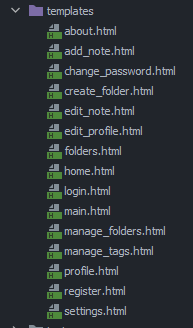 templates
about.html
add_note.html
change_password.html
create_folder.html
edit_note.html
edit_profile.html
folders.html
home.html
login.html
main.html
manage_folders.html
manage_tags.html
profile.html
register.html
settings.html